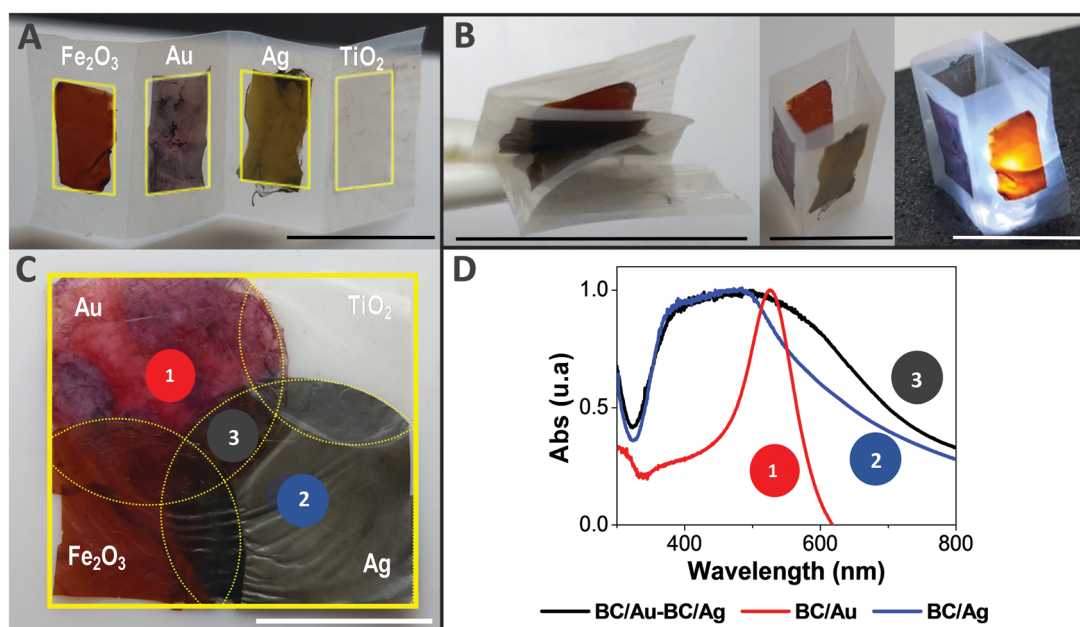 A
Fe₂O₃
Au
Ag
TiO₂
B
C
Au
TiO₂
1
3
2
Fe₂O₃
Ag
D
Abs (u.a)
1.0
0.5
0.0
3
2
1
400
600
800
Wavelength (nm)
BC/Au-BC/Ag
BC/Au
BC/Ag